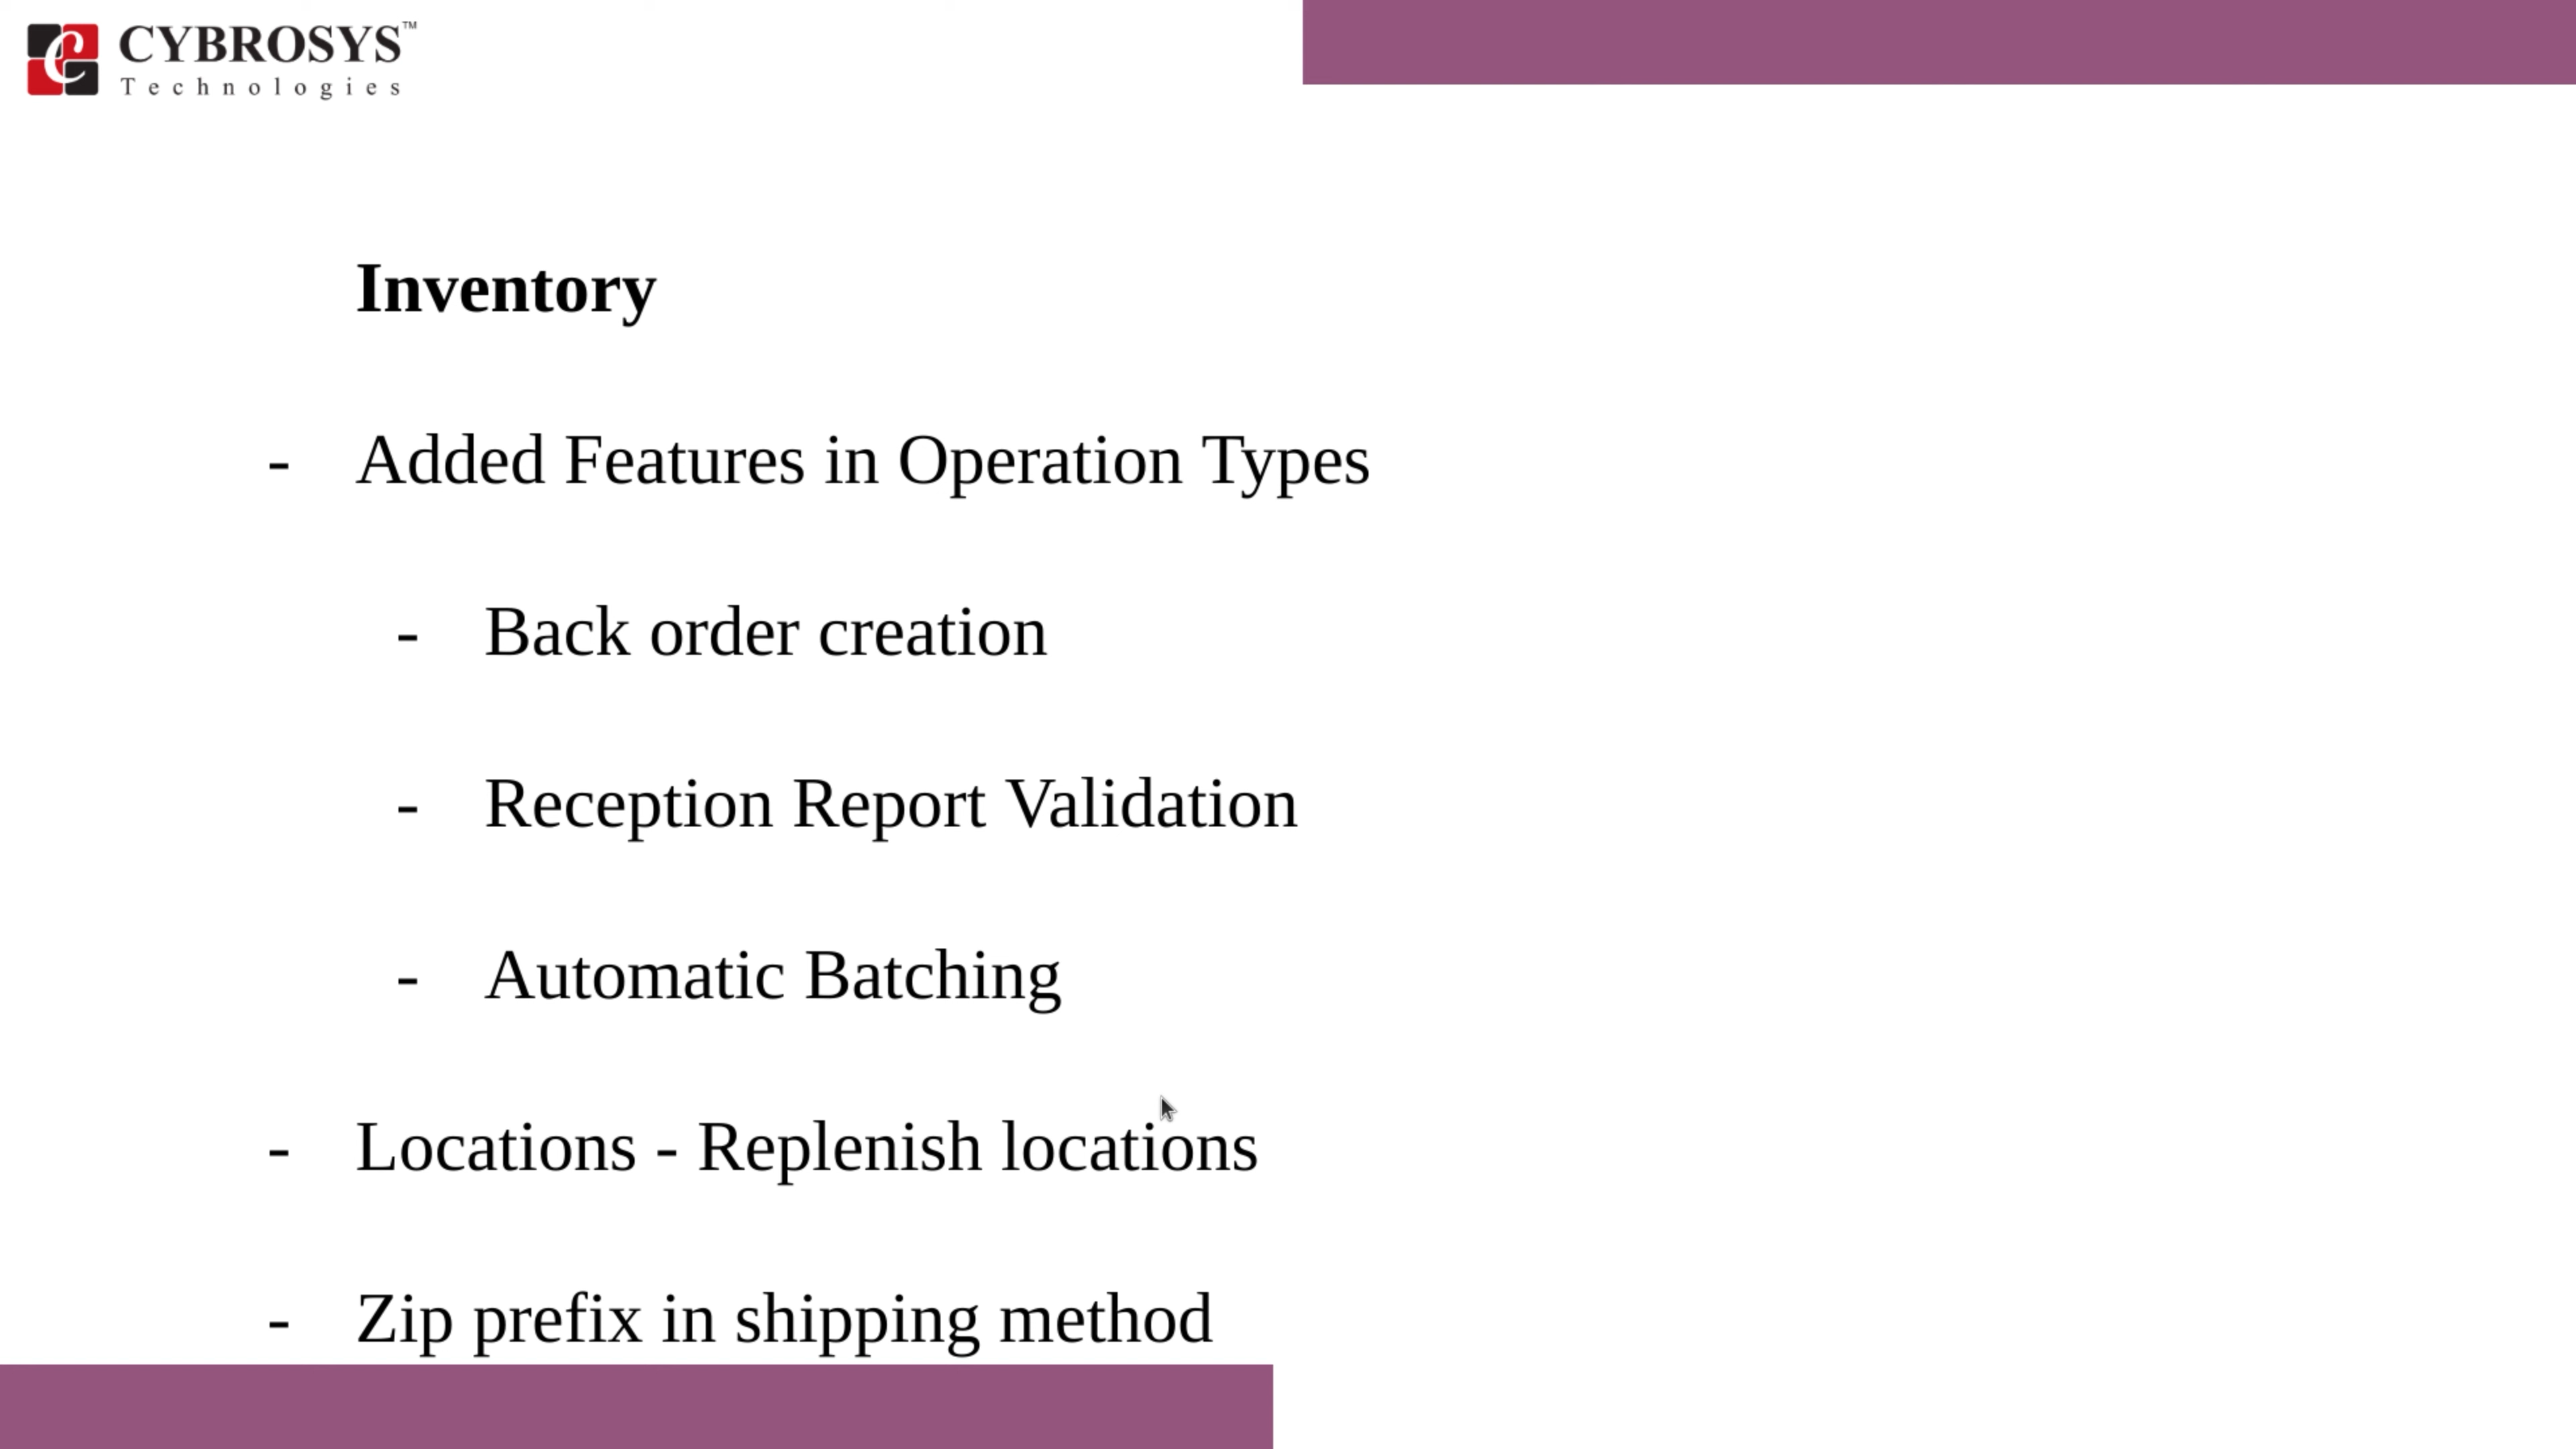 CYBROSYS™
Technologies
Inventory
- Added Features in Operation Types
- Back order creation
- Reception Report Validation
- Automatic Batching
- Locations - Replenish locations
- Zip prefix in shipping method